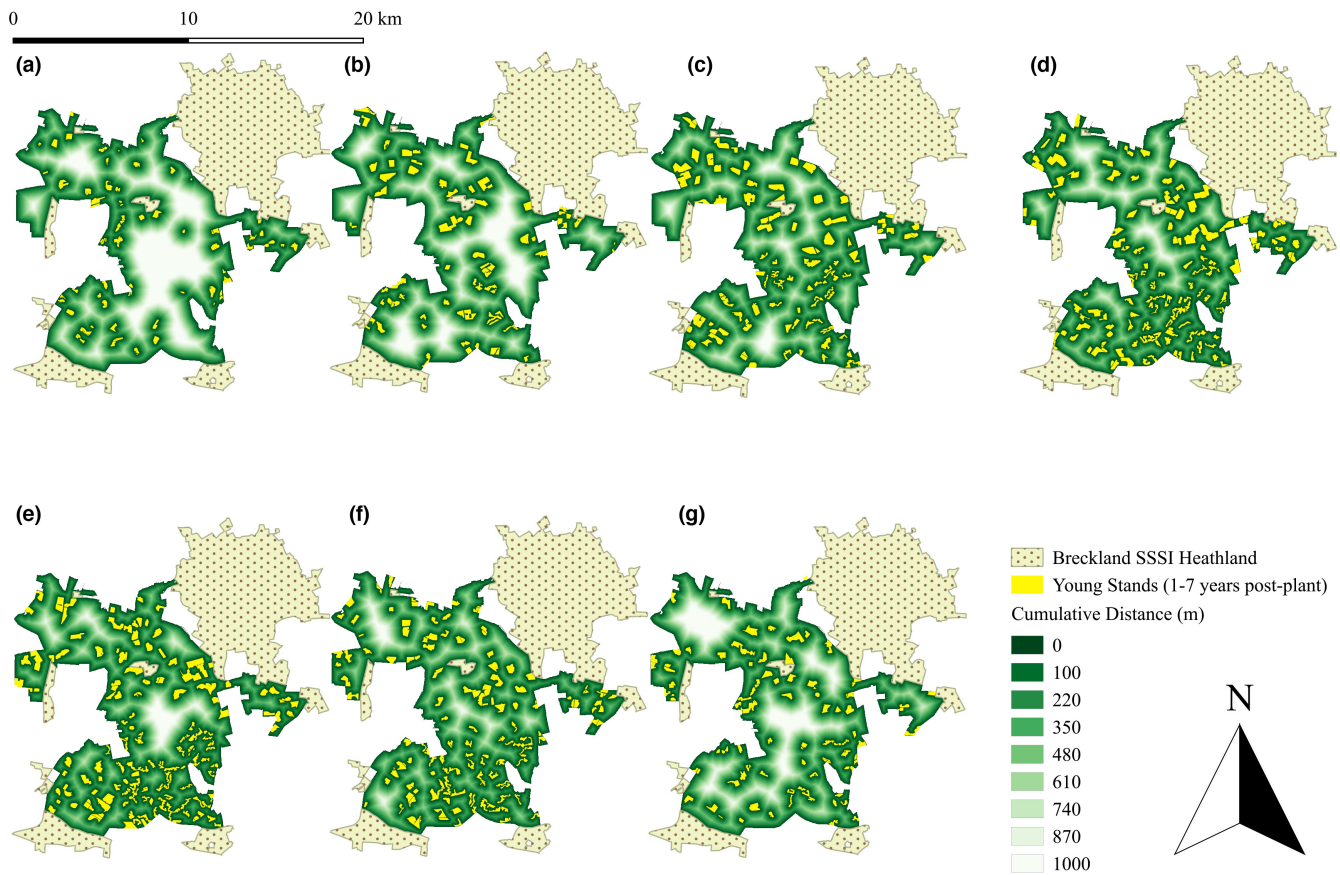 0 10 20 km
(a) (b) (c) (d)
(e) (f) (g)
Breckland SSSI Heathland
Young Stands (1-7 years post-plant)
Cumulative Distance (m)
0
100
220
350
480
610
740
870
1000
N